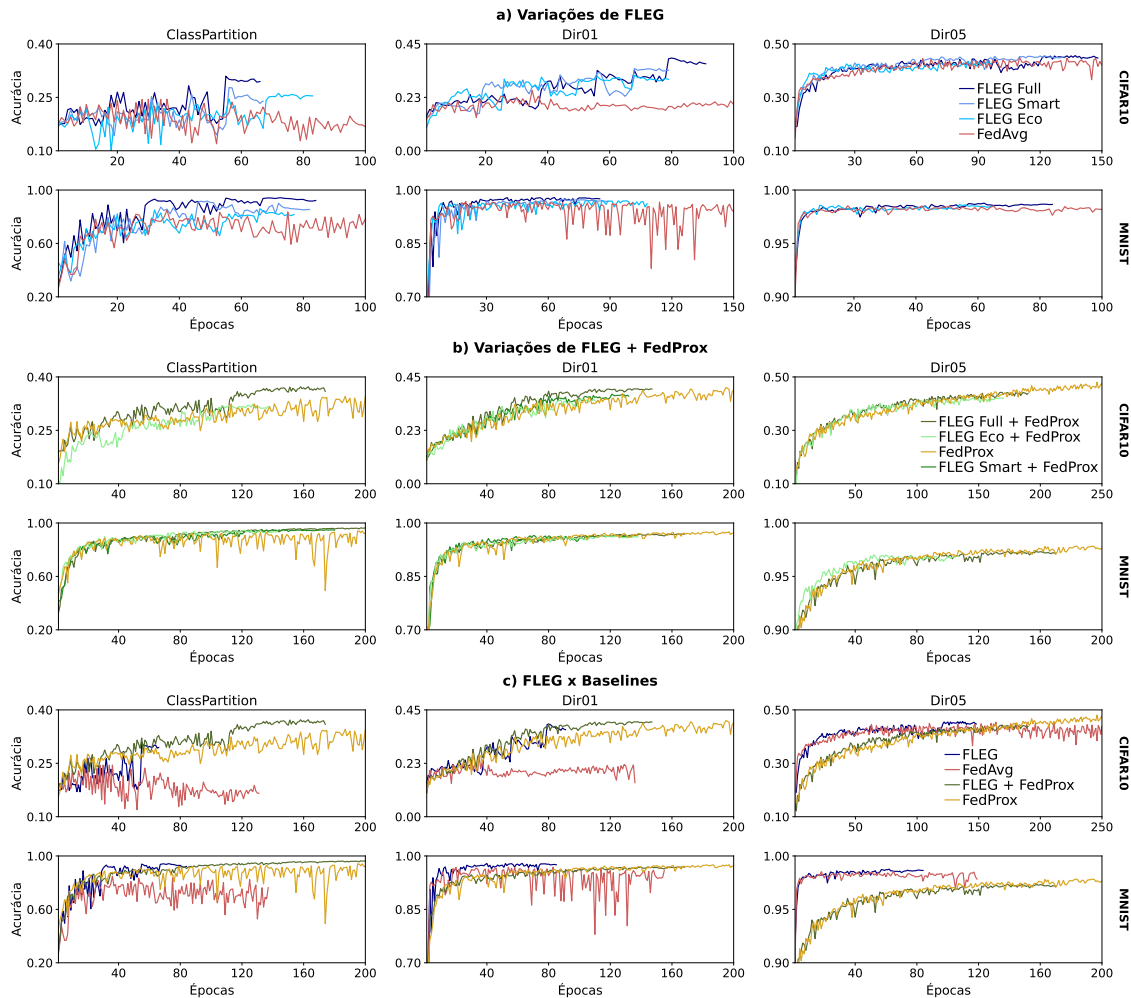 a) Variações de FLEG
ClassPartition Dir01 Dir05
0.40 0.45 0.50
Acurácia 0.25 0.23 0.30 CIFAR10
FLEG Full
FLEG Smart
FLEG Eco
FedAvg
0.10 0.00 0.10
20 40 60 80 100 20 40 60 80 100 30 60 90 120 150
1.00 1.00 1.00
Acurácia 0.60 0.85 0.95 MNIST
0.20 0.70 0.90
20 40 60 80 100 30 60 90 120 150 20 40 60 80 100
Épocas Épocas Épocas
b) Variações de FLEG + FedProx
ClassPartition Dir01 Dir05
0.40 0.45 0.50
Acurácia 0.25 0.23 0.30 CIFAR10
FLEG Full + FedProx
FLEG Eco + FedProx
FedProx
FLEG Smart + FedProx
0.10 0.00 0.10
40 80 120 160 200 40 80 120 160 200 50 100 150 200 250
1.00 1.00 1.00
Acurácia 0.60 0.85 0.95 MNIST
0.20 0.70 0.90
40 80 120 160 200 40 80 120 160 200 40 80 120 160 200
Épocas Épocas Épocas
c) FLEG x Baselines
ClassPartition Dir01 Dir05
0.40 0.45 0.50
Acurácia 0.25 0.23 0.30 CIFAR10
FLEG
FedAvg
FLEG + FedProx
FedProx
0.10 0.00 0.10
40 80 120 160 200 40 80 120 160 200 50 100 150 200 250
1.00 1.00 1.00
Acurácia 0.60 0.85 0.95 MNIST
0.20 0.70 0.90
40 80 120 160 200 40 80 120 160 200 40 80 120 160 200
Épocas Épocas Épocas